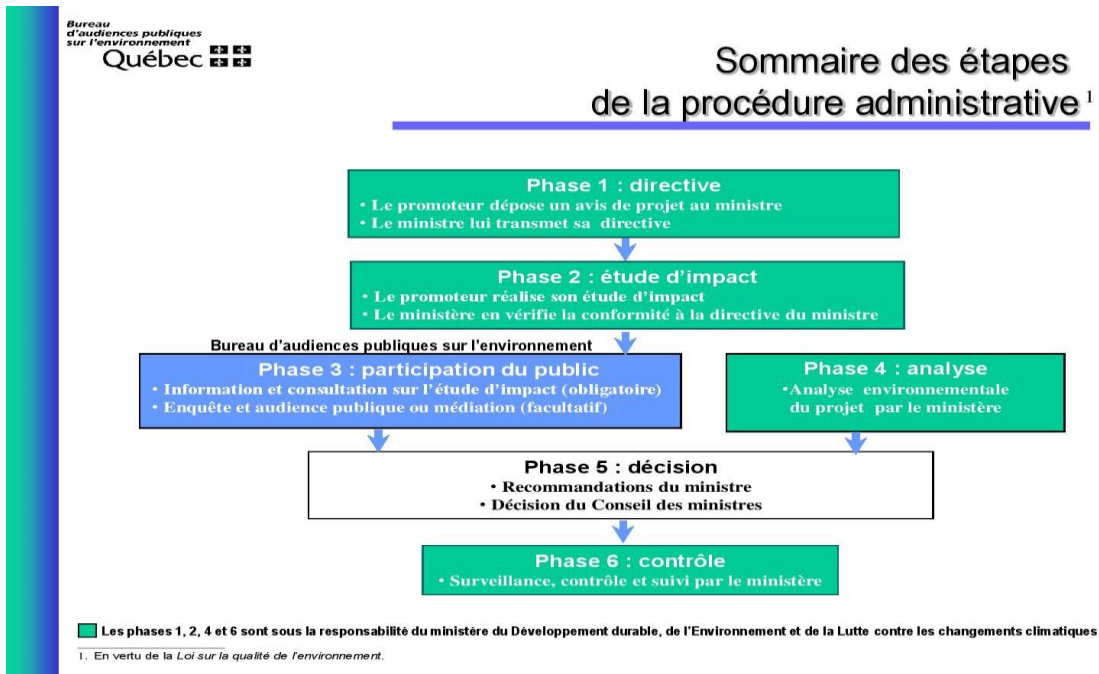 Bureau
d'audiences publiques
sur l'environnement
Québec
Sommaire des étapes
de la procédure administrative 1
Phase 1 : directive
• Le promoteur dépose un avis de projet au ministre
• Le ministre lui transmet sa directive
Phase 2 : étude d'impact
• Le promoteur réalise son étude d'impact
• Le ministère en vérifie la conformité à la directive du ministre
Bureau d'audiences publiques sur l'environnement
Phase 3 : participation du public
• Information et consultation sur l'étude d'impact (obligatoire)
• Enquête et audience publique ou médiation (facultatif)
Phase 4 : analyse
•Analyse environnementale
du projet par le ministère
Phase 5 : décision
• Recommandations du ministre
• Décision du Conseil des ministres
Phase 6 : contrôle
• Surveillance, contrôle et suivi par le ministère
Les phases 1, 2, 4 et 6 sont sous la responsabilité du ministère du Développement durable, de l'Environnement et de la Lutte contre les changements climatiques
1. En vertu de la Loi sur la qualité de l'environnement.